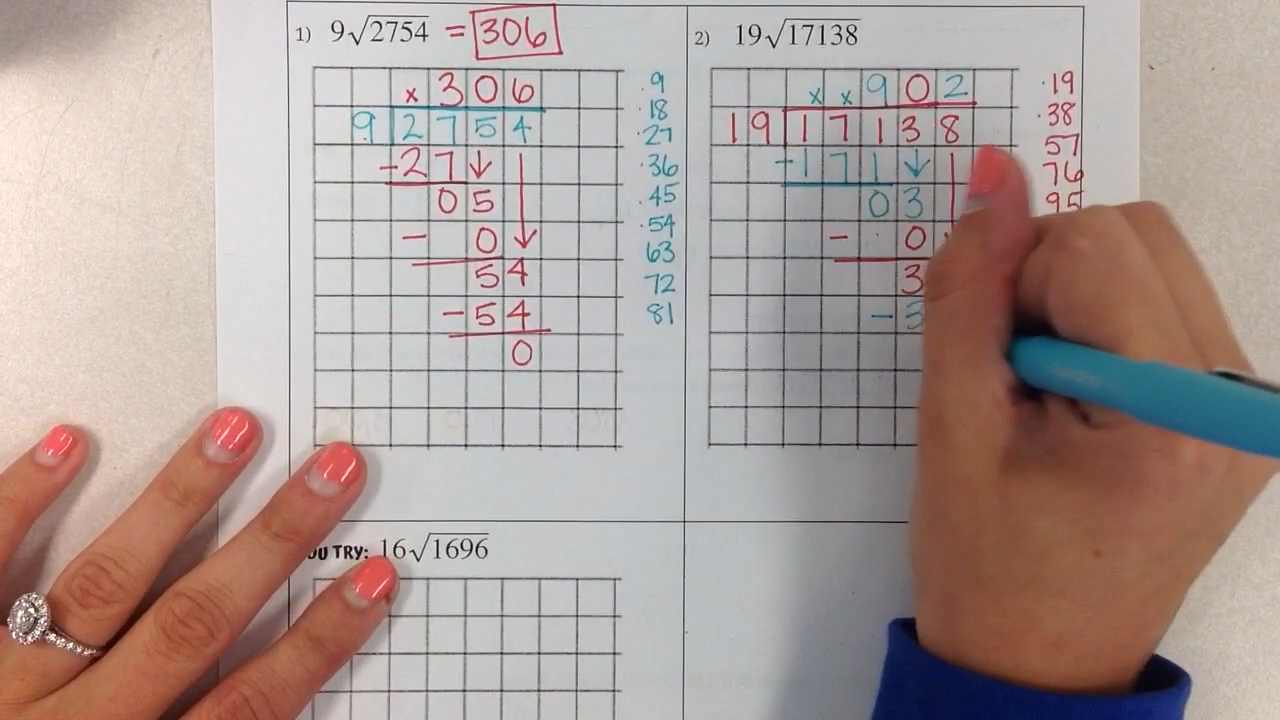 1) 9√2754 = 306
× 3 0 6
9 2 7 5 4
- 2 7 ↓
0 5
- 0 ↓
5 4
- 5 4
0
.9
.18
.27
.36
.45
.54
63
72
81
2) 19√17138
× × 9 0 2
19 1 7 1 3 8
- 1 7 1 ↓
0 3
- 0
3
- 3
.19
.38
57
76
95
OU TRY: 16√1696